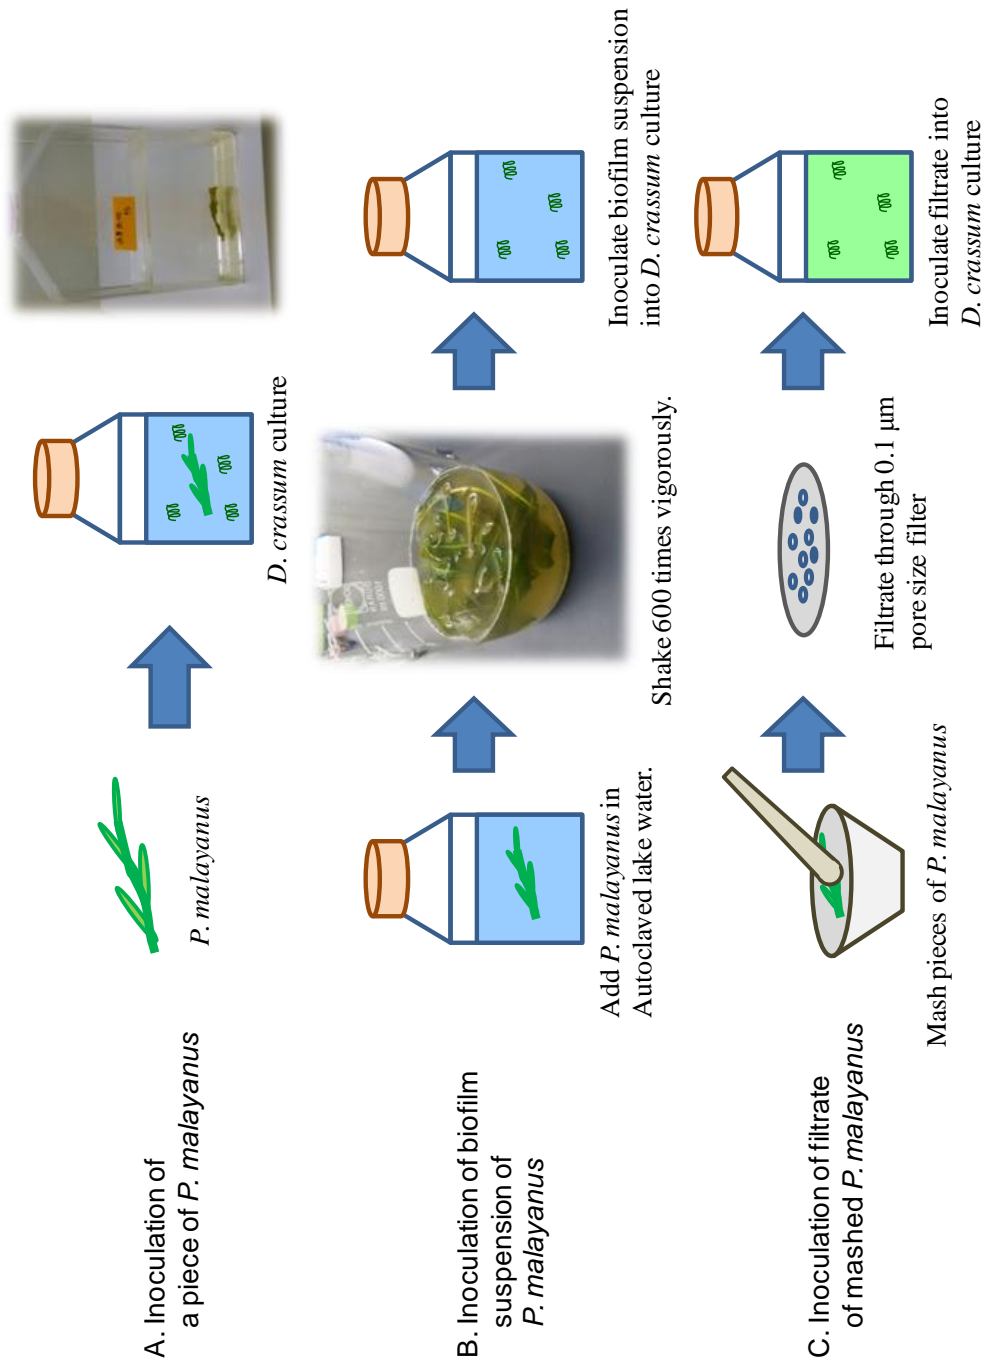 A. Inoculation of
a piece of P. malayanus
P. malayanus
D. crassum culture
B. Inoculation of biofilm
suspension of
P. malayanus
Add P. malayanus in
Autoclaved lake water.
Shake 600 times vigorously.
Inoculate biofilm suspension
into D. crassum culture
C. Inoculation of filtrate
of mashed P. malayanus
Mash pieces of P. malayanus
Filtrate through 0.1 μm
pore size filter
Inoculate filtrate into
D. crassum culture